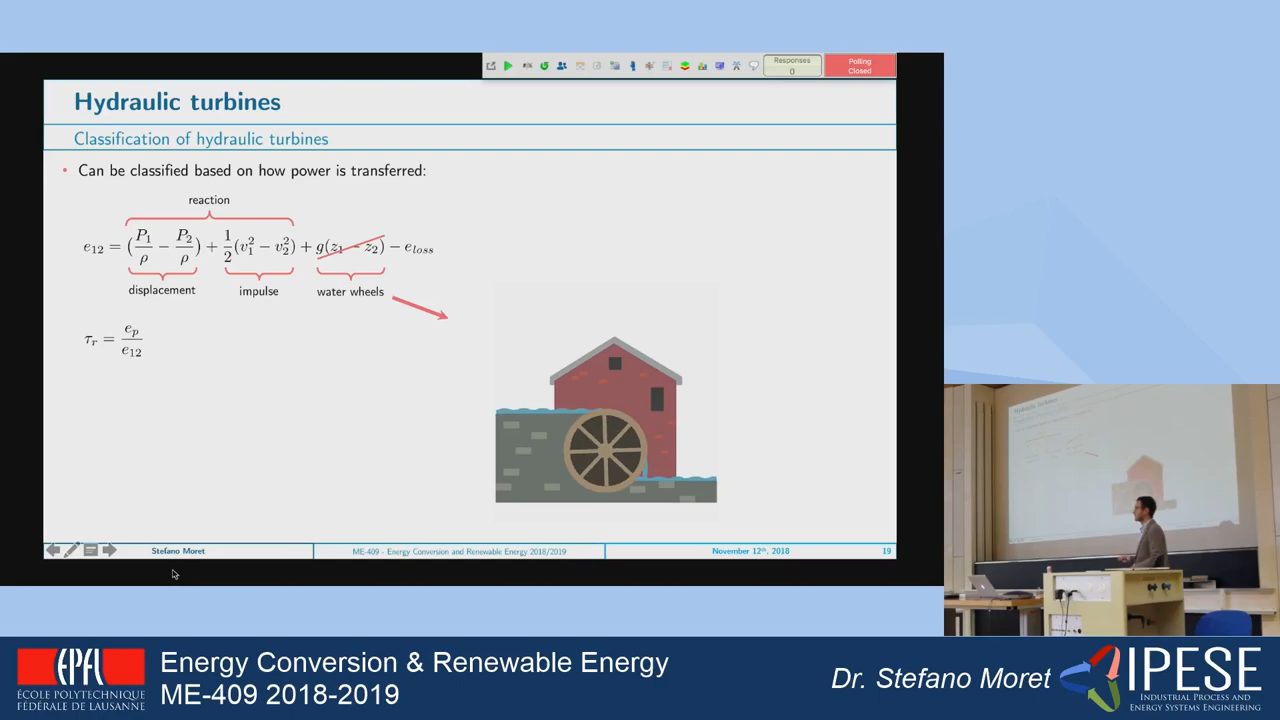 Responses
0
Polling
Closed
Hydraulic turbines
Classification of hydraulic turbines
• Can be classified based on how power is transferred:
reaction
e₁₂ = (P₁/ρ − P₂/ρ) + 1/2(v₁² − v₂²) + g(z₁ − z₂) − e_loss
displacement impulse water wheels
τᵣ = eₚ/e₁₂
Stefano Moret ME-409 - Energy Conversion and Renewable Energy 2018/2019 November 12th, 2018 19
EPFL
ÉCOLE POLYTECHNIQUE
FÉDÉRALE DE LAUSANNE
Energy Conversion & Renewable Energy
ME-409 2018-2019
Dr. Stefano Moret
IPESE
INDUSTRIAL PROCESS AND
ENERGY SYSTEMS ENGINEERING